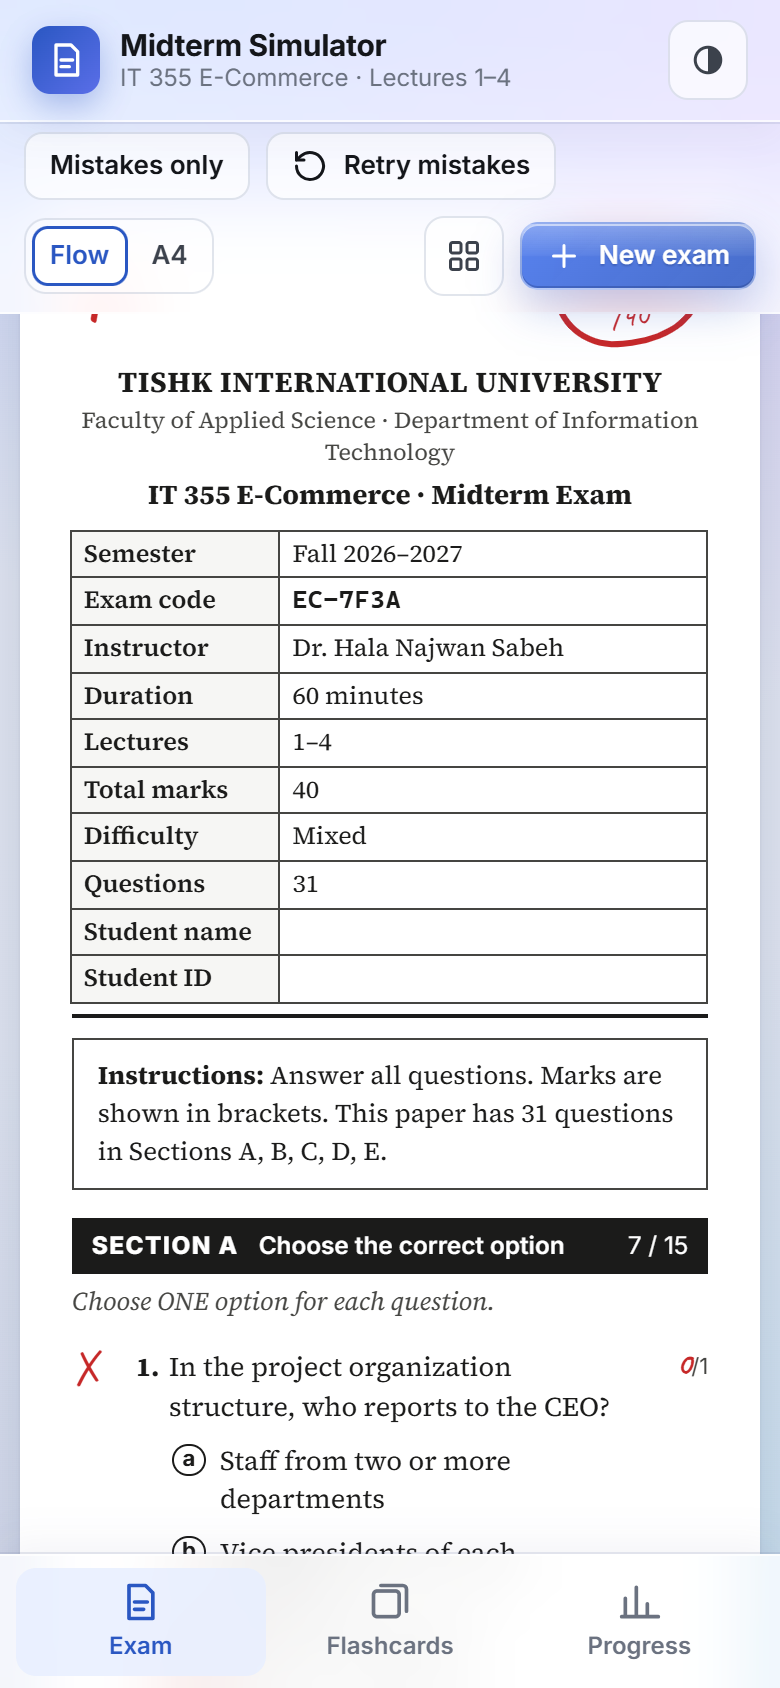 Midterm Simulator
IT 355 E-Commerce · Lectures 1–4
Mistakes only
Retry mistakes
Flow
A4
New exam
/40
TISHK INTERNATIONAL UNIVERSITY
Faculty of Applied Science · Department of Information
Technology
IT 355 E-Commerce · Midterm Exam
Semester Fall 2026–2027
Exam code EC-7F3A
Instructor Dr. Hala Najwan Sabeh
Duration 60 minutes
Lectures 1–4
Total marks 40
Difficulty Mixed
Questions 31
Student name
Student ID
Instructions: Answer all questions. Marks are
shown in brackets. This paper has 31 questions
in Sections A, B, C, D, E.
SECTION A Choose the correct option 7 / 15
Choose ONE option for each question.
1. In the project organization 0/1
structure, who reports to the CEO?
a Staff from two or more
departments
b Vice presidents of each
Exam
Flashcards
Progress